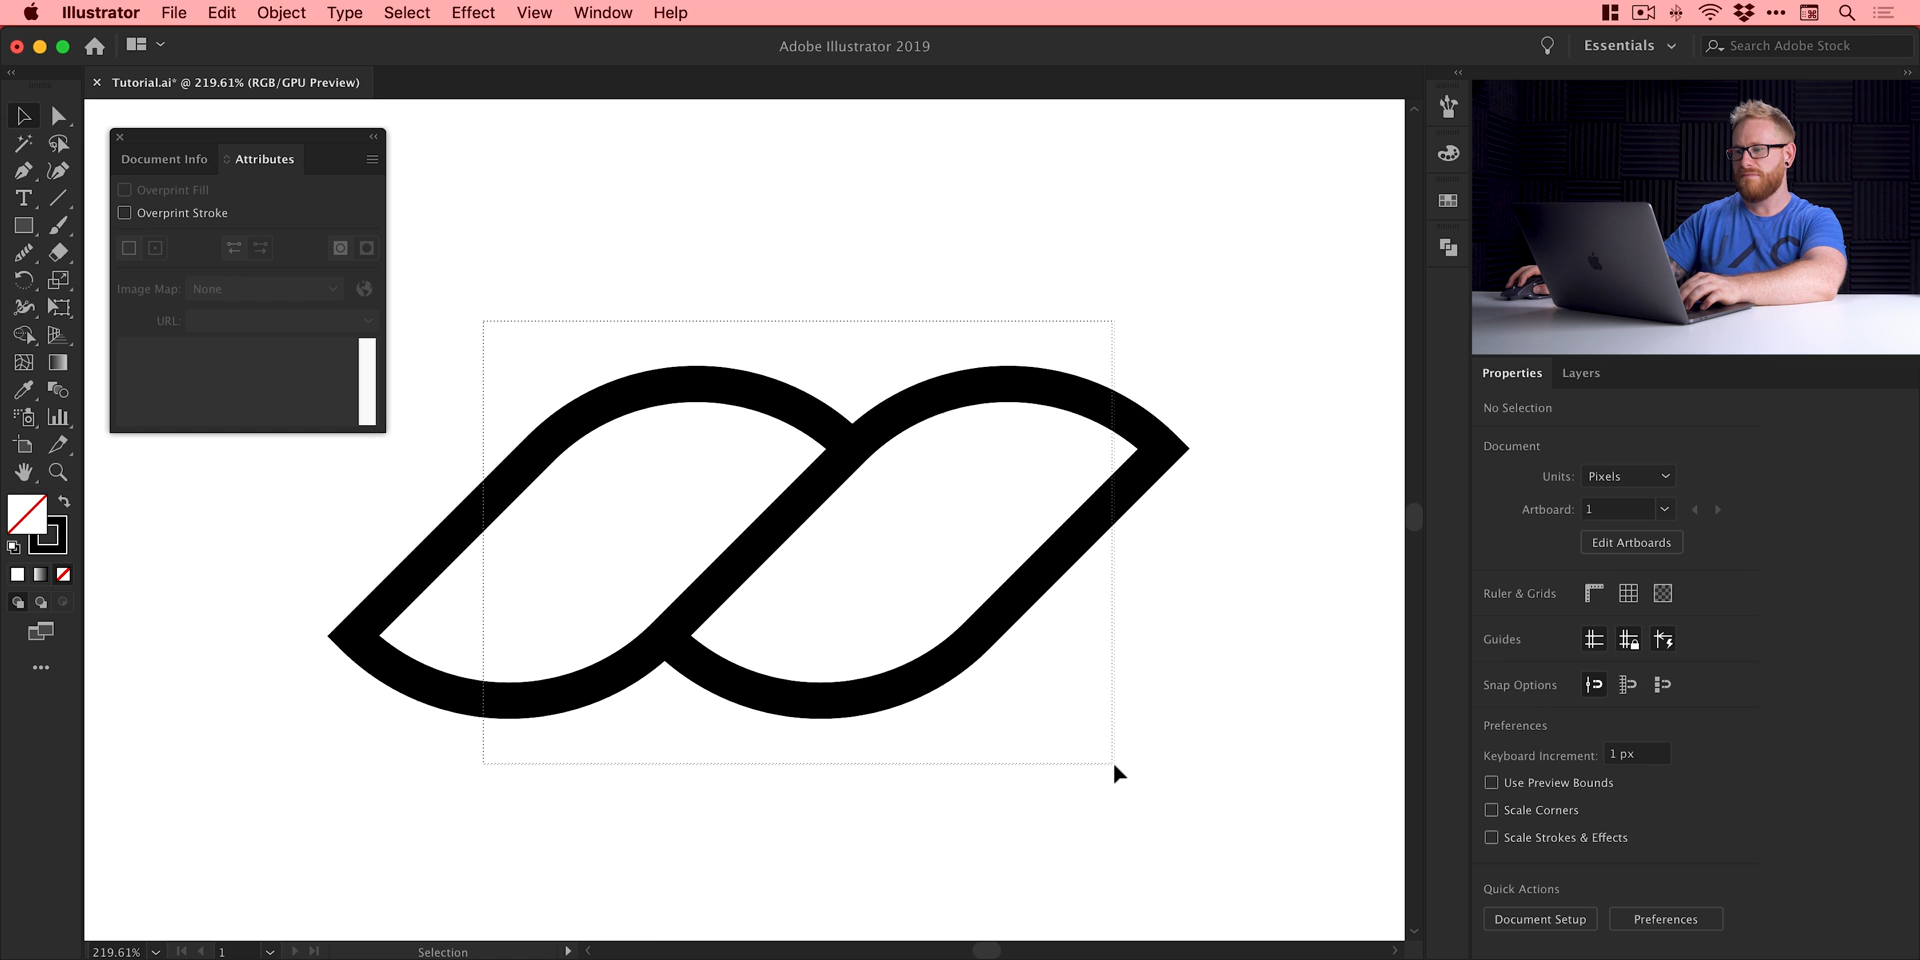 Illustrator File Edit Object Type Select Effect View Window Help
Adobe Illustrator 2019
Essentials
Search Adobe Stock
Tutorial.ai* @ 219.61% (RGB/GPU Preview)
Document Info
Attributes
Overprint Fill
Overprint Stroke
Image Map: None
URL:
Properties
Layers
No Selection
Document
Units: Pixels
Artboard: 1
Edit Artboards
Ruler & Grids
Guides
Snap Options
Preferences
Keyboard Increment: 1 px
Use Preview Bounds
Scale Corners
Scale Strokes & Effects
Quick Actions
Document Setup
Preferences
219.61%
1
Selection